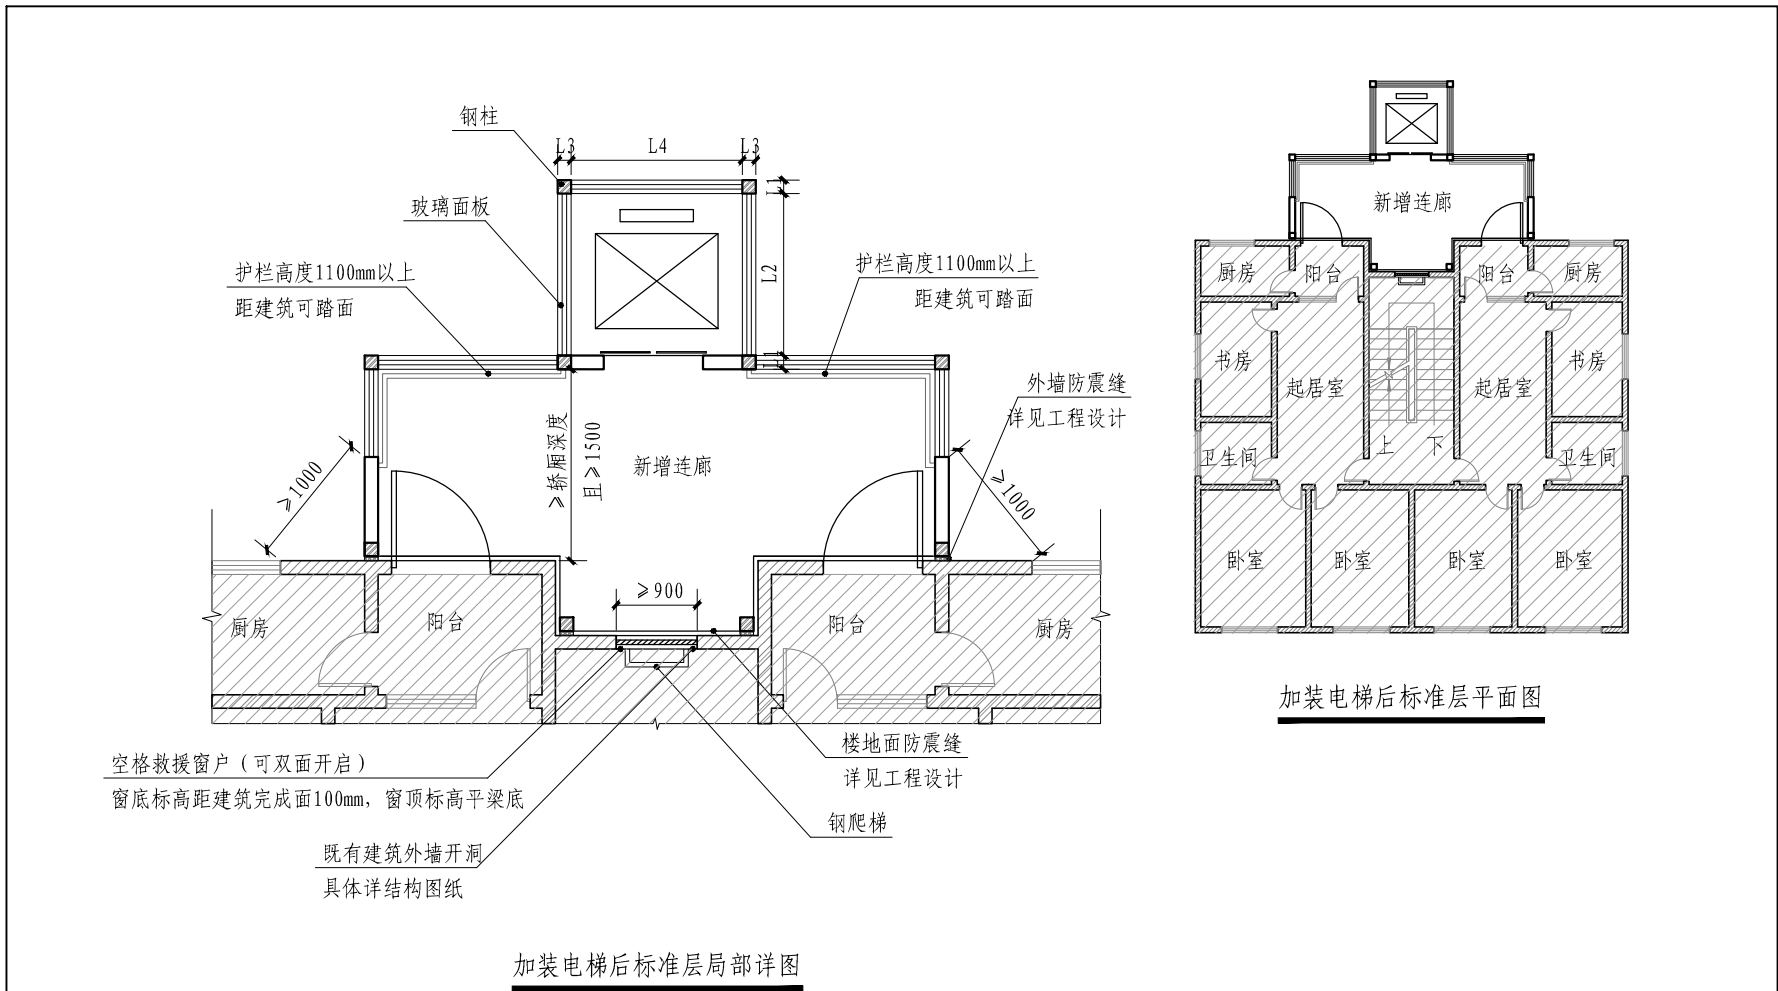 钢柱
L3
L4
L3
L1
玻璃面板
护栏高度1100mm以上
距建筑可踏面
L2
护栏高度1100mm以上
距建筑可踏面
L1
外墙防震缝
详见工程设计
≥轿厢深度
且≥1500
新增连廊
≥1000
≥1000
≥900
厨房
阳台
阳台
厨房
楼地面防震缝
详见工程设计
空格救援窗户（可双面开启）
窗底标高距建筑完成面100mm，窗顶标高平梁底
钢爬梯
既有建筑外墙开洞
具体详结构图纸
加装电梯后标准层局部详图
新增连廊
厨房
阳台
阳台
厨房
书房
起居室
起居室
书房
上
下
卫生间
卫生间
卧室
卧室
卧室
卧室
加装电梯后标准层平面图